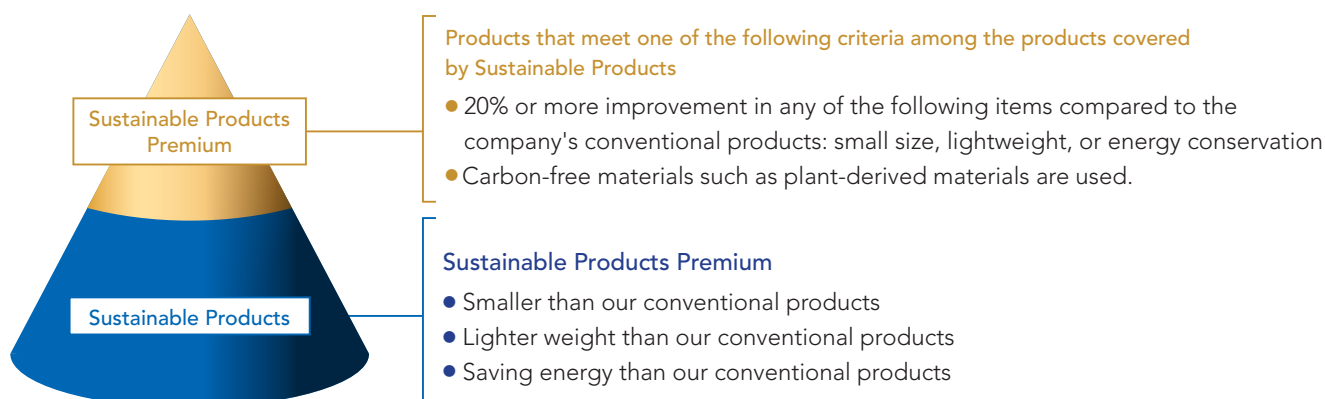 Products that meet one of the following criteria among the products covered
by Sustainable Products
Sustainable Products
Premium
● 20% or more improvement in any of the following items compared to the
company's conventional products: small size, lightweight, or energy conservation
● Carbon-free materials such as plant-derived materials are used.
Sustainable Products
Sustainable Products Premium
● Smaller than our conventional products
● Lighter weight than our conventional products
● Saving energy than our conventional products